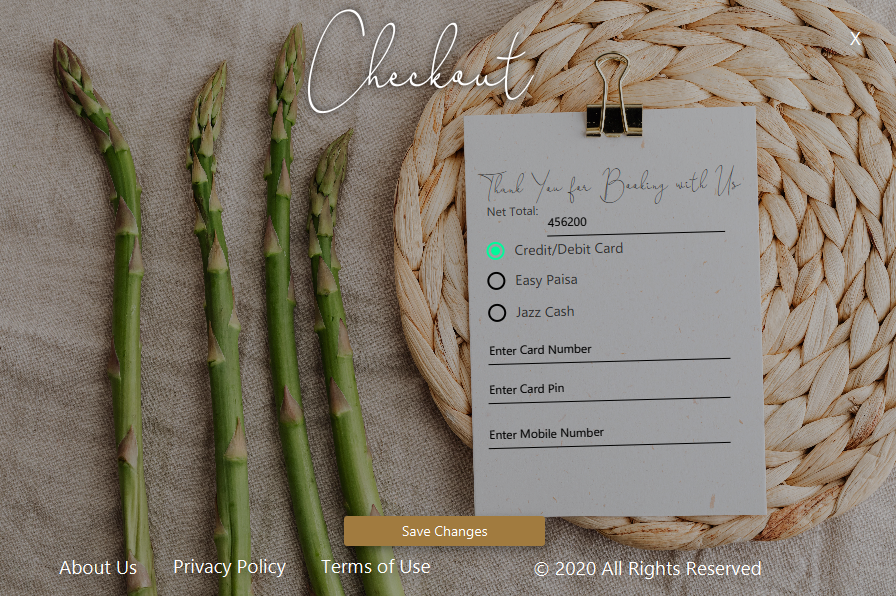 Checkout
X
Thank You for Booking with Us
Net Total:
456200
Credit/Debit Card
Easy Paisa
Jazz Cash
Enter Card Number
Enter Card Pin
Enter Mobile Number
Save Changes
About Us Privacy Policy Terms of Use © 2020 All Rights Reserved